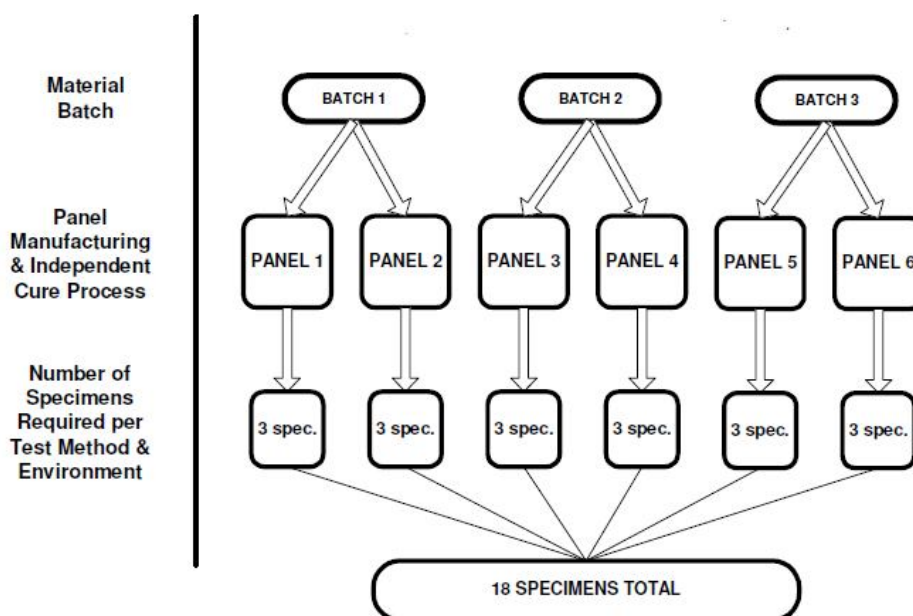 Material
Batch
BATCH 1
BATCH 2
BATCH 3
Panel
Manufacturing
& Independent
Cure Process
PANEL 1
PANEL 2
PANEL 3
PANEL 4
PANEL 5
PANEL 6
Number of
Specimens
Required per
Test Method &
Environment
3 spec.
3 spec.
3 spec.
3 spec.
3 spec.
3 spec.
18 SPECIMENS TOTAL